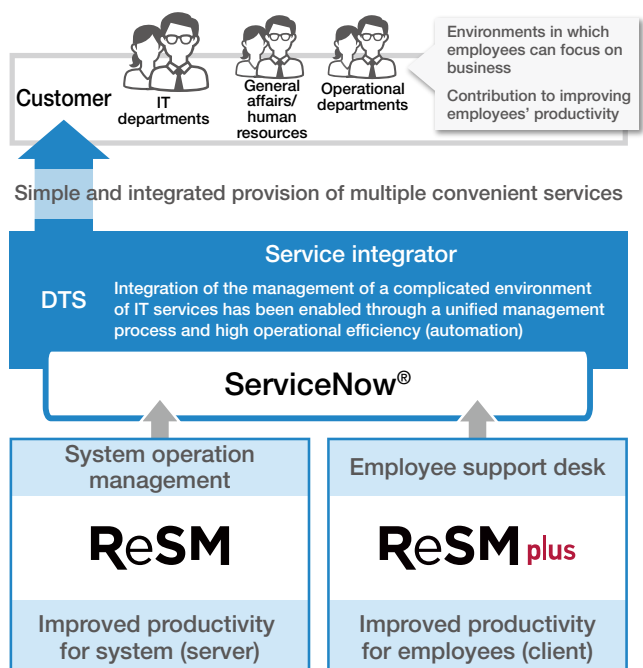 Environments in which
employees can focus on
business
Contribution to improving
employees' productivity
Customer
IT
departments
General
affairs/
human
resources
Operational
departments
Simple and integrated provision of multiple convenient services
Service integrator
DTS
Integration of the management of a complicated environment
of IT services has been enabled through a unified management
process and high operational efficiency (automation)
ServiceNow®
System operation
management
ReSM
Improved productivity
for system (server)
Employee support desk
ReSM plus
Improved productivity
for employees (client)